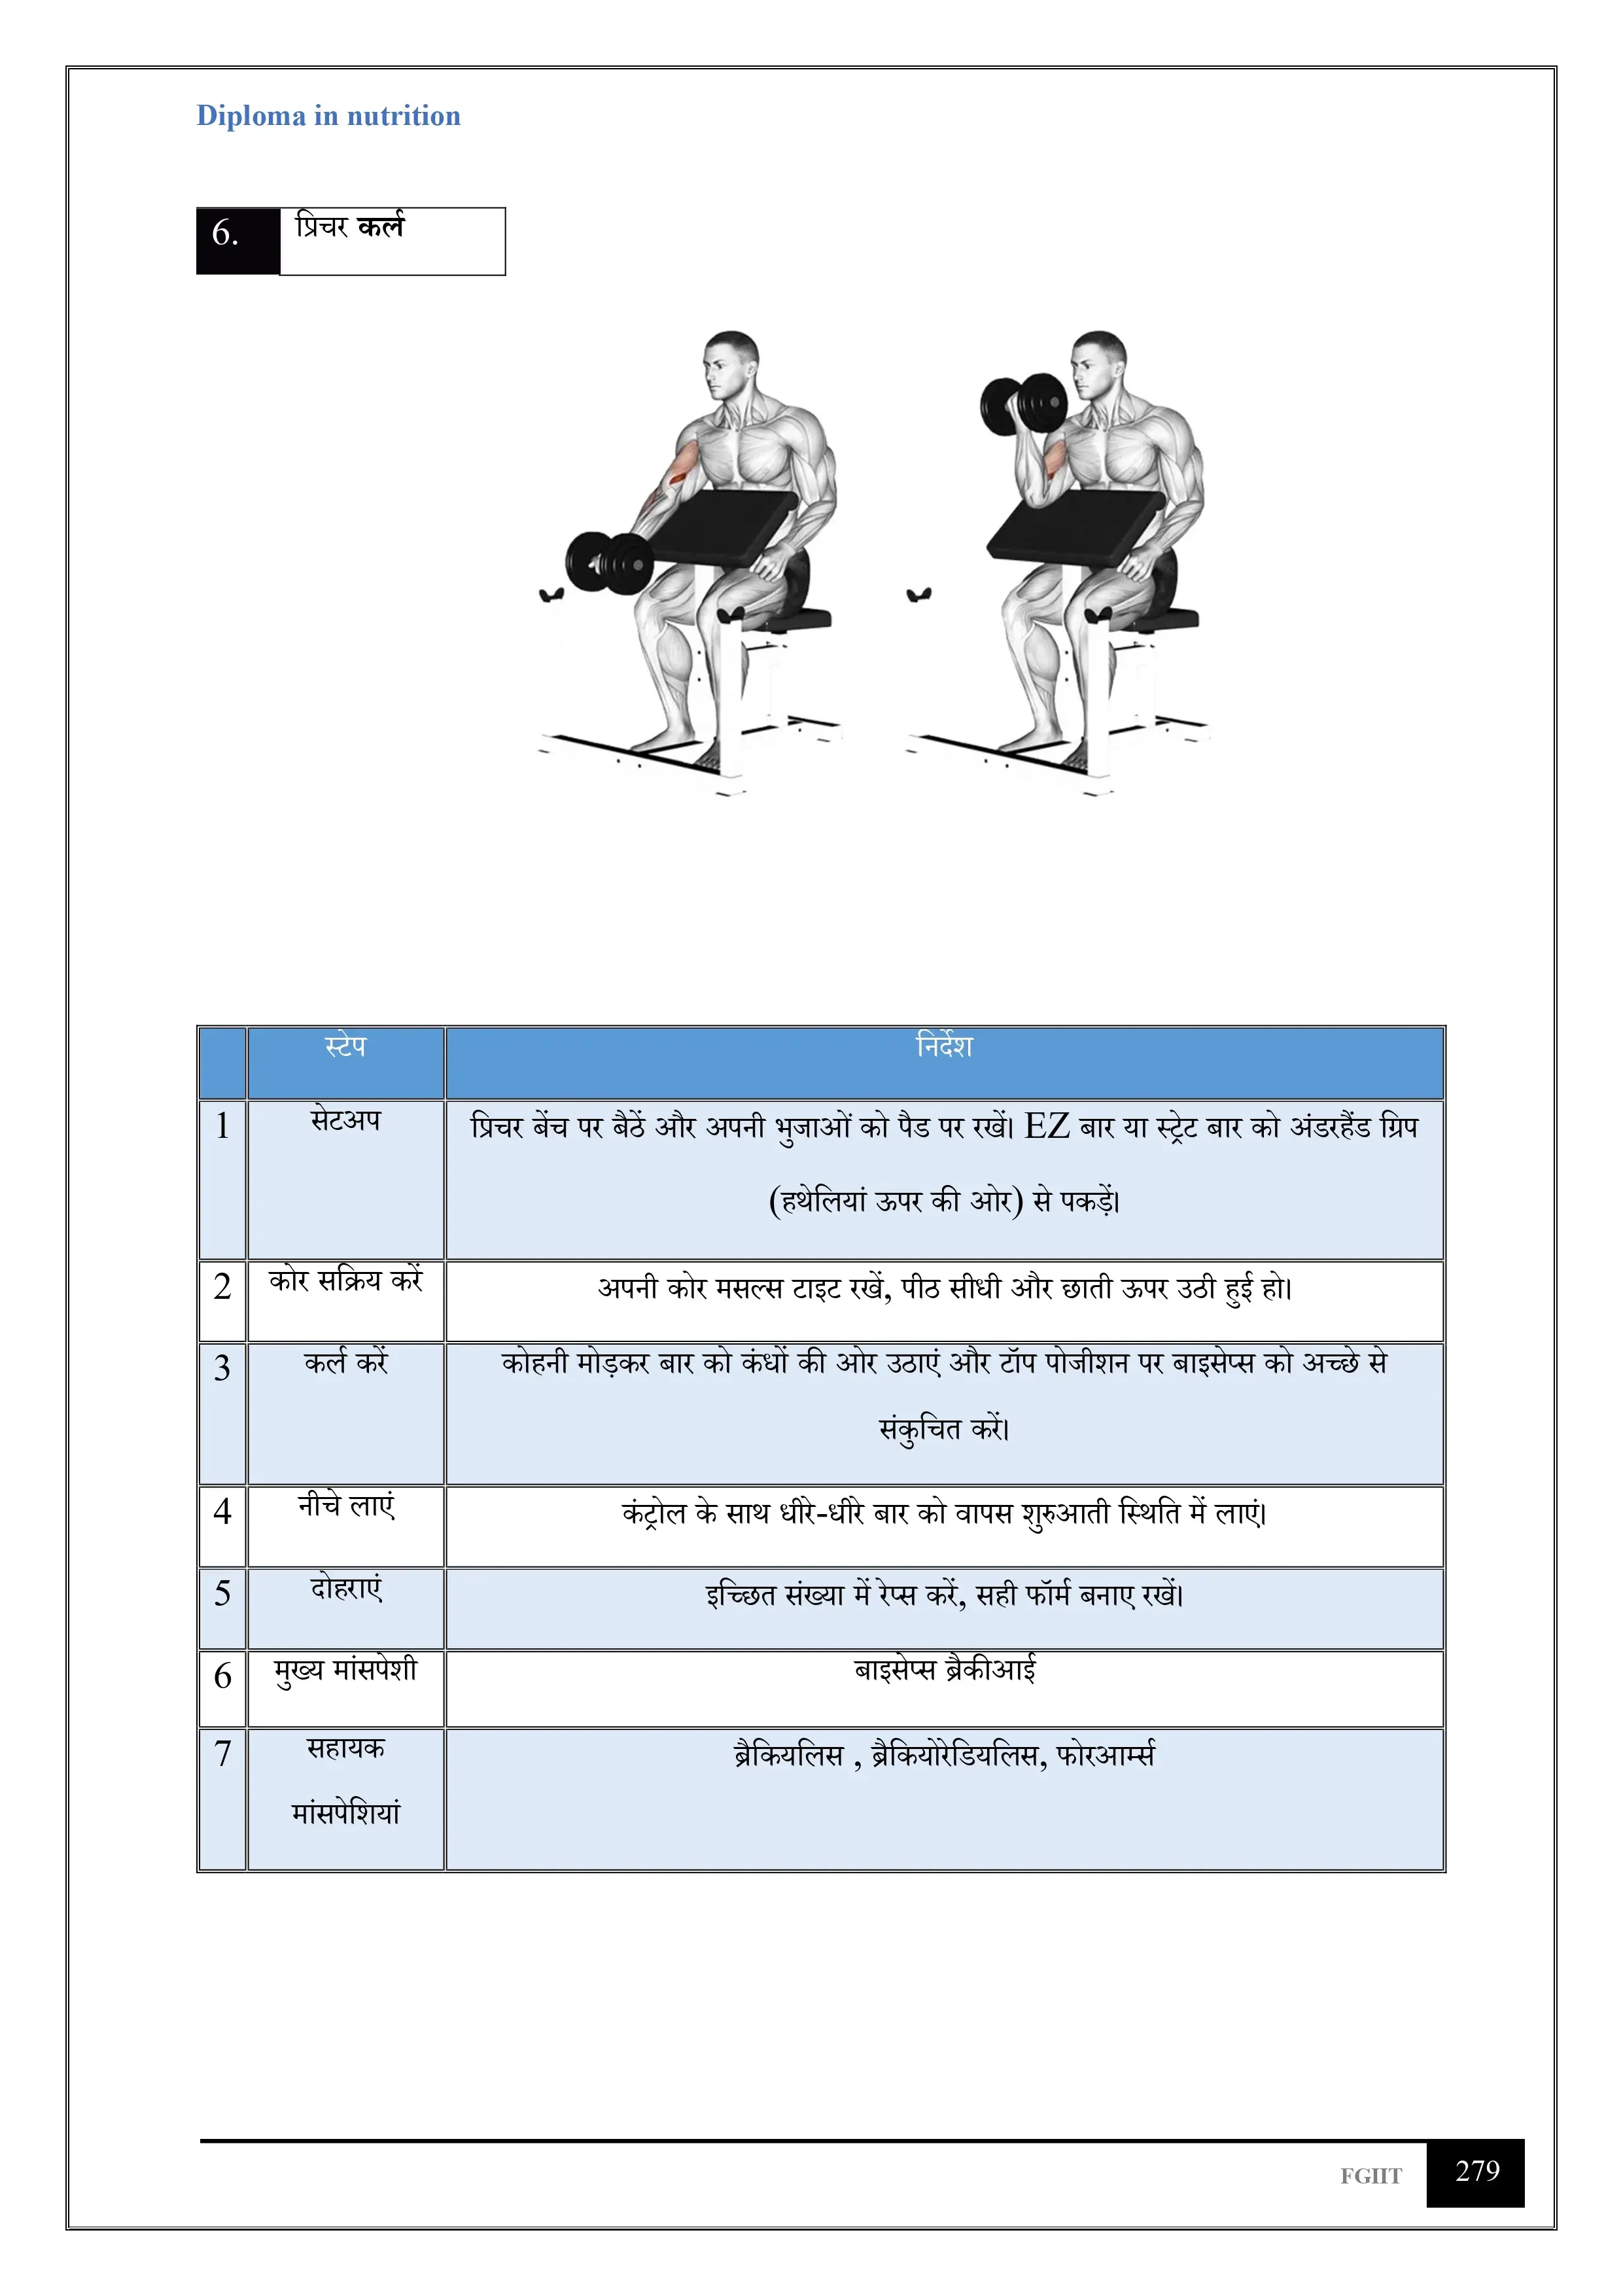 Diploma in nutrition
6. प्रिचर कर्ल
स्टेप निर्देश
1 सेटअप प्रिचर बेंच पर बैठें और अपनी भुजाओं को पैड पर रखें। EZ बार या स्ट्रेट बार को अंडरहैंड ग्रिप
(हथेलियां ऊपर की ओर) से पकड़ें।
2 कोर सक्रिय करें अपनी कोर मसल्स टाइट रखें, पीठ सीधी और छाती ऊपर उठी हुई हो।
3 कर्ल करें कोहनी मोड़कर बार को कंधों की ओर उठाएं और टॉप पोजीशन पर बाइसेप्स को अच्छे से
संकुचित करें।
4 नीचे लाएं कंट्रोल के साथ धीरे-धीरे बार को वापस शुरुआती स्थिति में लाएं।
5 दोहराएं इच्छित संख्या में रेप्स करें, सही फॉर्म बनाए रखें।
6 मुख्य मांसपेशी बाइसेप्स ब्रैकीआई
7 सहायक ब्रैकियलिस , ब्रैकियोरेडियलिस, फोरआर्म्स
मांसपेशियां
FGIIT 279